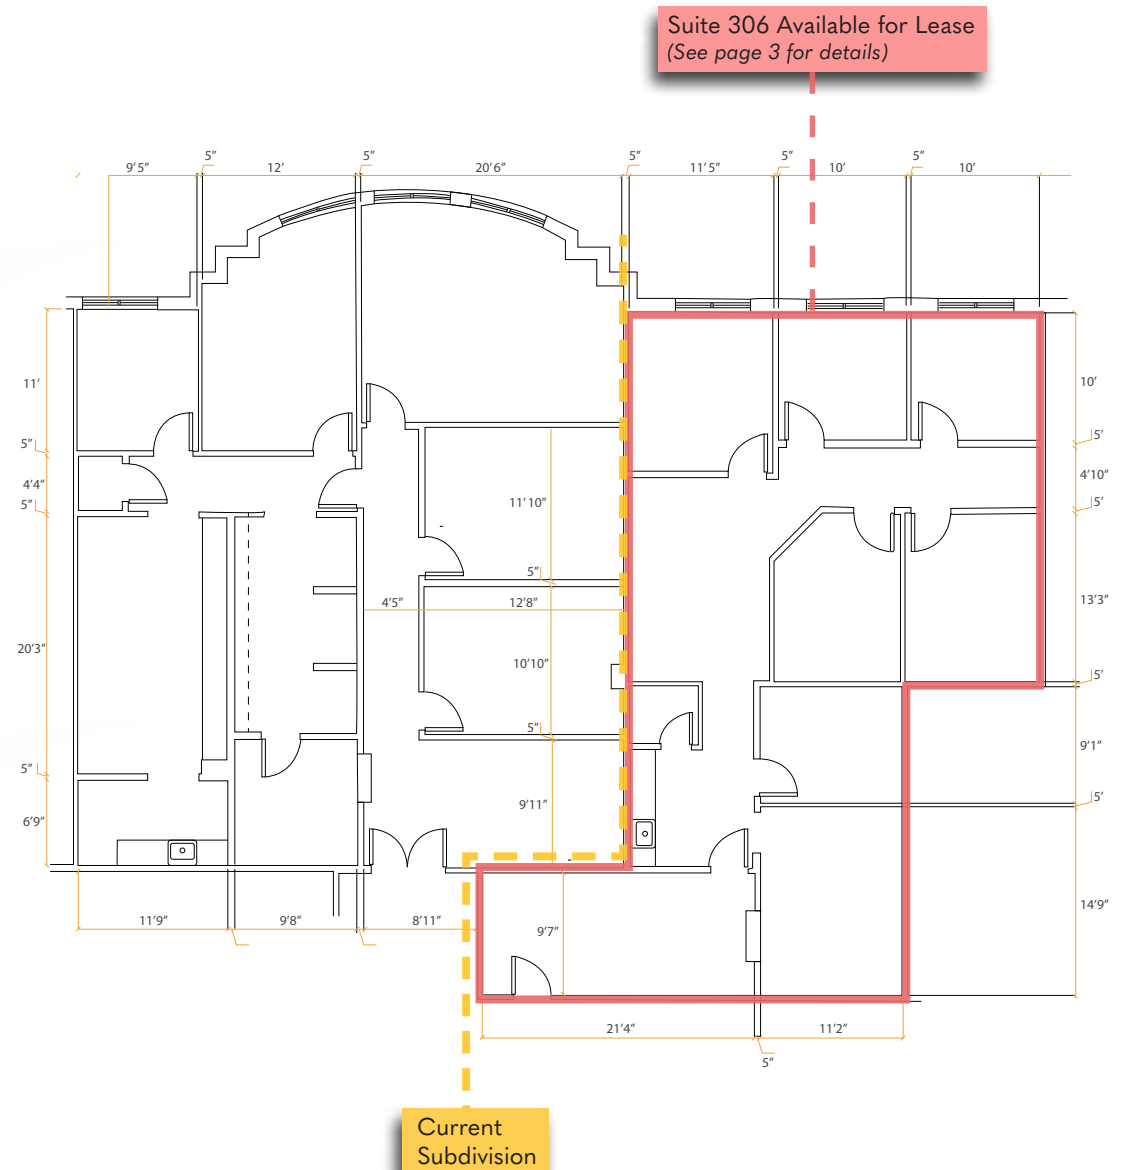 Suite 306 Available for Lease
(See page 3 for details)
9'5" 5" 12' 5" 20'6" 5" 11'5" 5" 10' 5" 10'
11' 10'
5" 5'
4'4" 11'10" 4'10"
5" 5'
5"
4'5" 12'8" 13'3"
20'3" 10'10"
5' 
5" 9'1"
5" 5'
9'11"
6'9"
14'9"
11'9" 9'8" 8'11" 9'7"
21'4" 11'2"
5"
Current
Subdivision